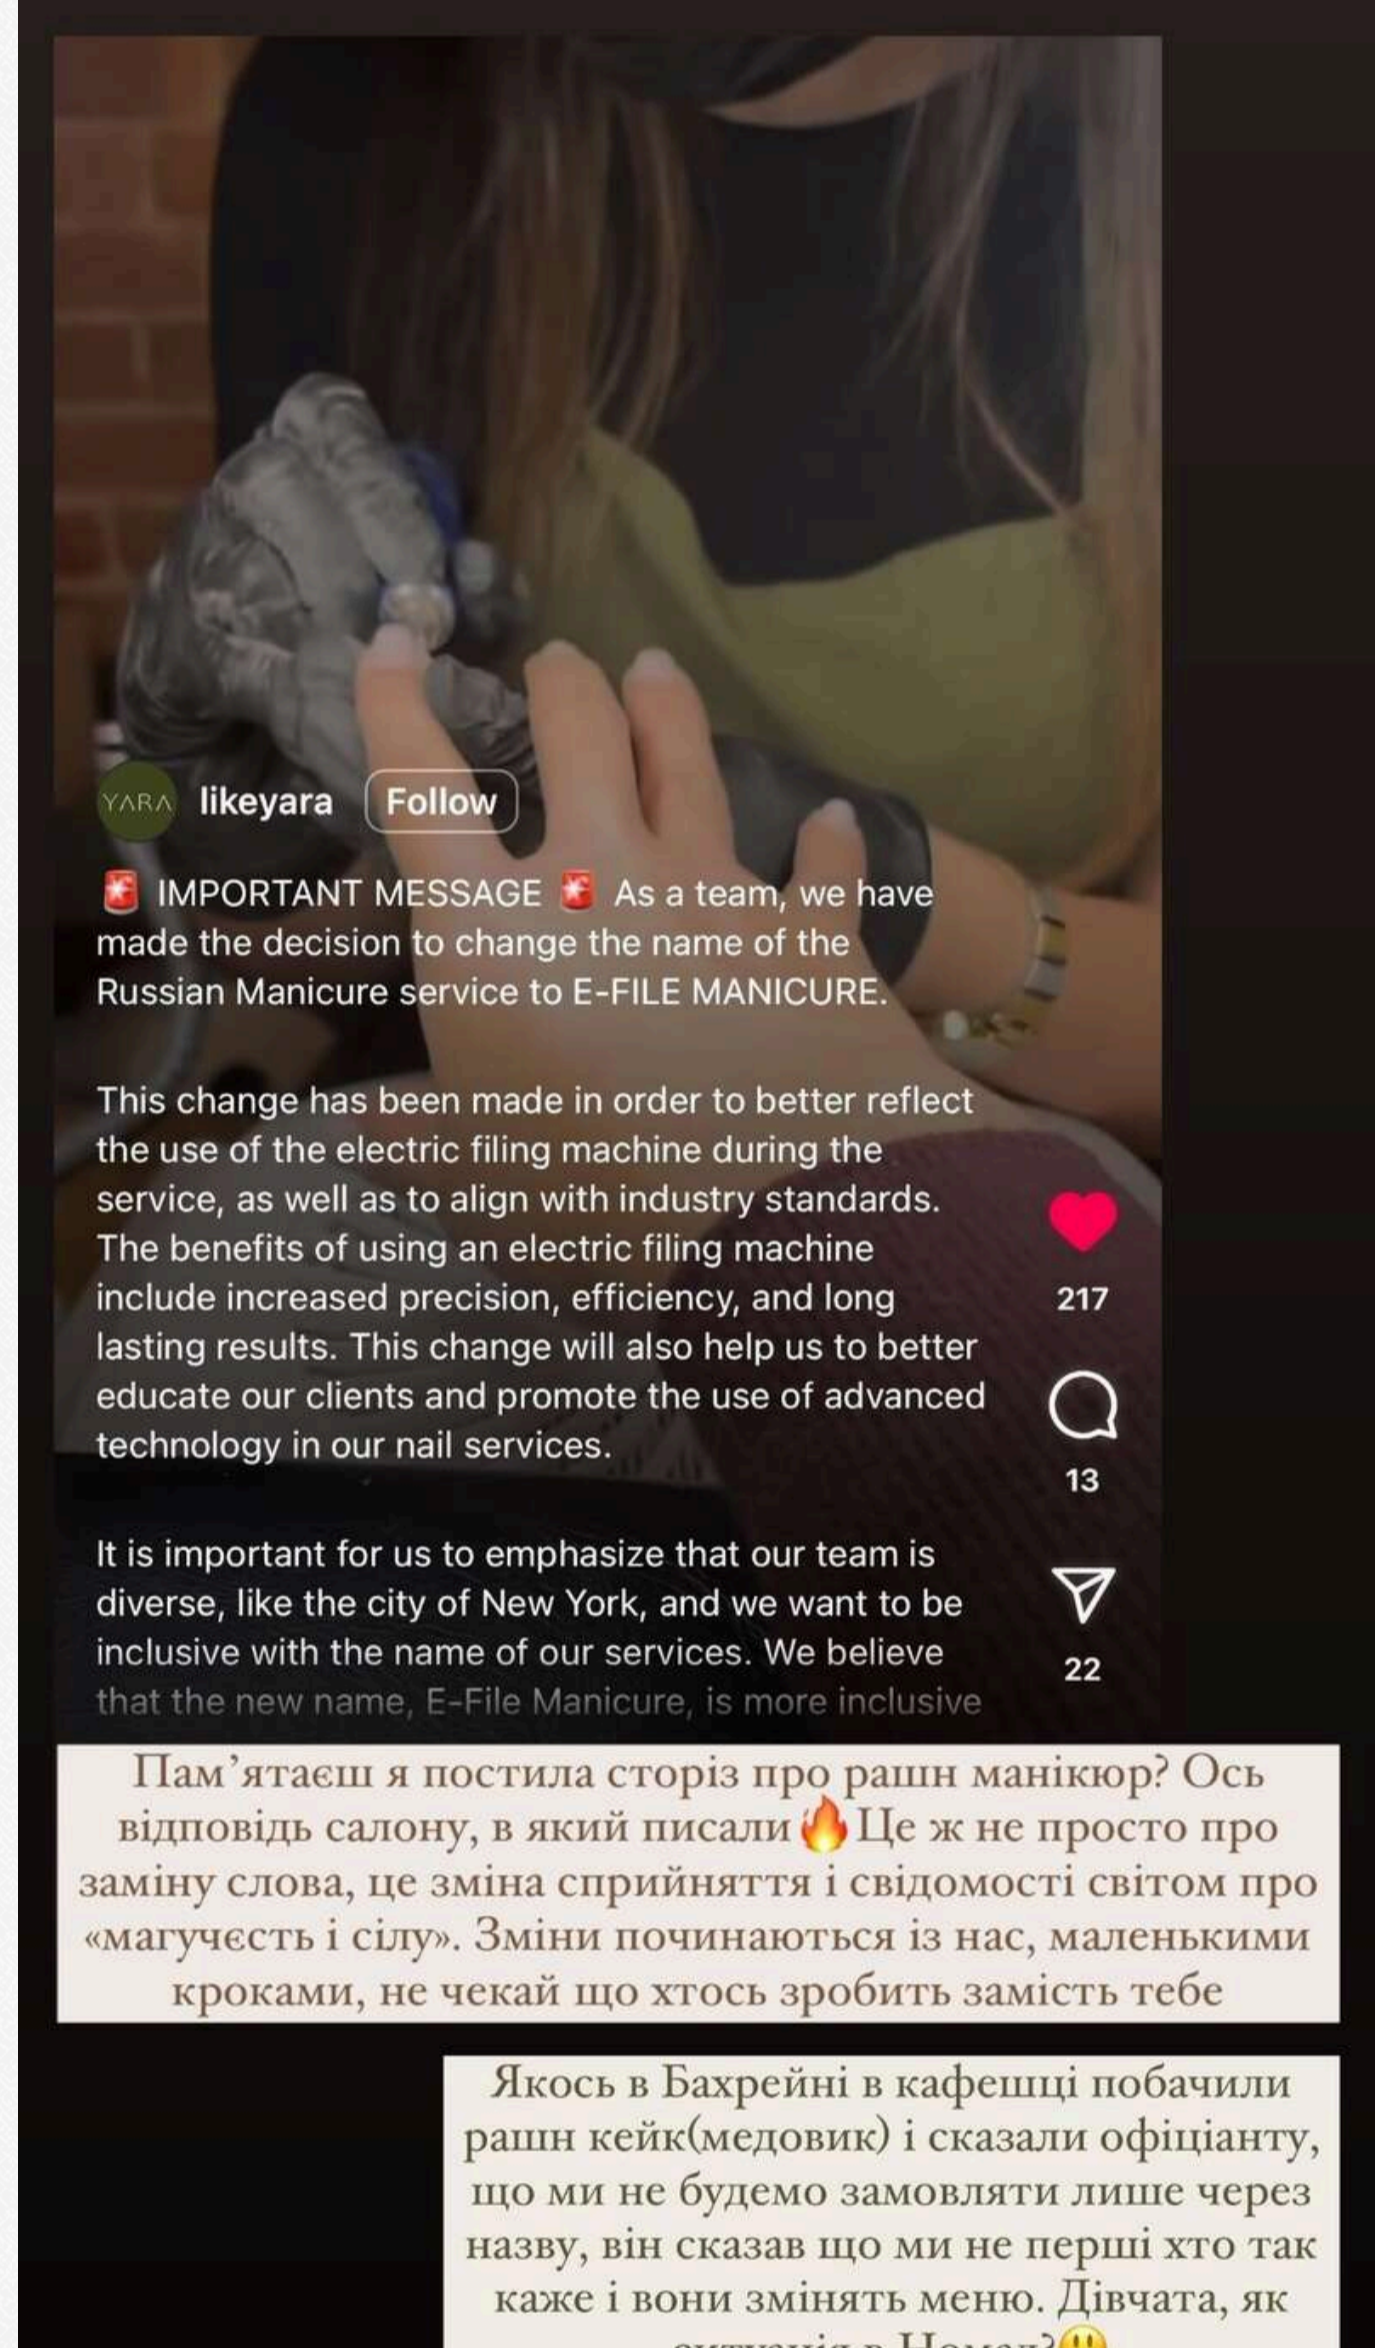 YARA likeyara Follow
🚨 IMPORTANT MESSAGE 🚨 As a team, we have
made the decision to change the name of the
Russian Manicure service to E-FILE MANICURE.
This change has been made in order to better reflect
the use of the electric filing machine during the
service, as well as to align with industry standards.
The benefits of using an electric filing machine
include increased precision, efficiency, and long
lasting results. This change will also help us to better
educate our clients and promote the use of advanced
technology in our nail services.
It is important for us to emphasize that our team is
diverse, like the city of New York, and we want to be
inclusive with the name of our services. We believe
that the new name, E-File Manicure, is more inclusive
217
13
22
Пам’ятаєш я постила сторіз про рашн манікюр? Ось
відповідь салону, в який писали🔥Це ж не просто про
заміну слова, це зміна сприйняття і свідомості світом про
«магучєсть і сілу». Зміни починаються із нас, маленькими
кроками, не чекай що хтось зробить замість тебе
Якось в Бахрейні в кафешці побачили
рашн кейк(медовик) і сказали офіціанту,
що ми не будемо замовляти лише через
назву, він сказав що ми не перші хто так
каже і вони змінять меню. Дівчата, як